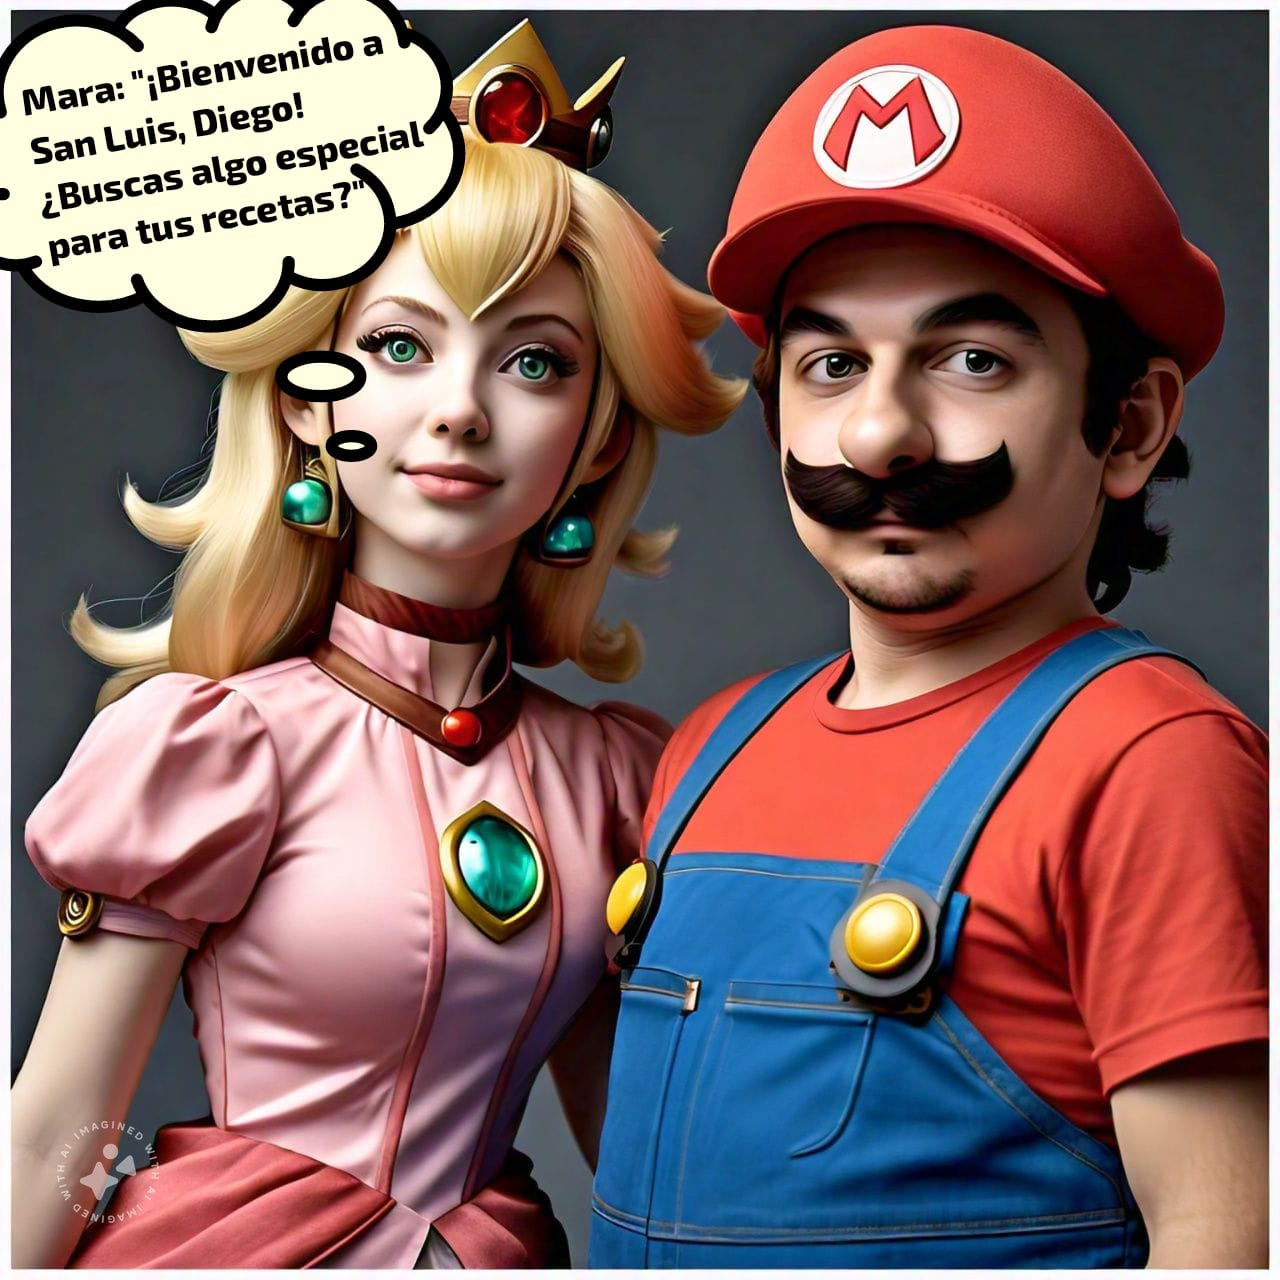 Mara: "¡Bienvenido a
San Luis, Diego!
¿Buscas algo especial
para tus recetas?"
M
IMAGINED WITH AI IMAGINED WITH AI